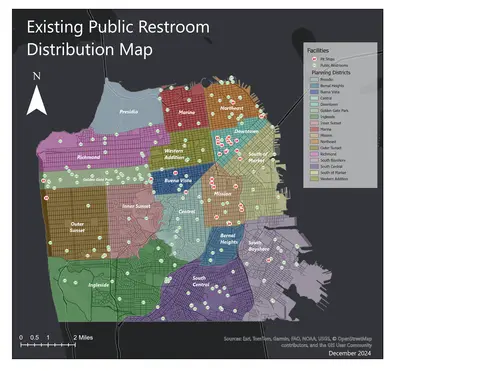 Existing Public Restroom
Distribution Map
N
Facilities
Pit Stops
Public Restrooms
Planning Districts
Presidio
Bernal Heights
Buena Vista
Central
Downtown
Golden Gate Park
Ingleside
Inner Sunset
Marina
Mission
Northeast
Outer Sunset
Richmond
South Bayshore
South Central
South of Market
Western Addition
Presidio
Marina
Northeast
Downtown
Western
Addition
South of
Market
Richmond
Golden Gate Park
Buena Vista
Mission
Inner Sunset
Central
Outer
Sunset
Bernal
Heights
South
Bayshore
South
Central
Ingleside
0 0.5 1 2 Miles
Sources: Esri, TomTom, Garmin, FAO, NOAA, USGS, © OpenStreetMap
contributors, and the GIS User Community
December 2024